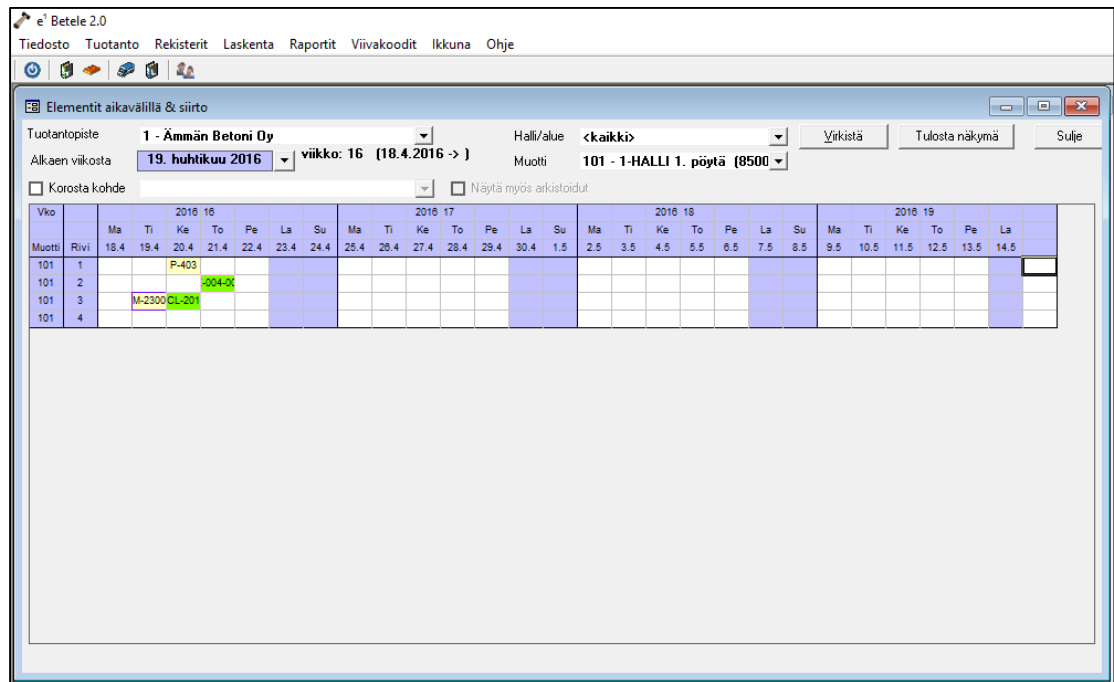 e¹ Betele 2.0
Tiedosto Tuotanto Rekisterit Laskenta Raportit Viivakoodit Ikkuna Ohje
Elementit aikavälillä & siirto
Tuotantopiste 1 - Ämmän Betoni Oy Halli/alue <kaikki> Virkistä Tulosta näkymä Sulje
Alkaen viikosta 19. huhtikuu 2016 viikko: 16 (18.4.2016 -> ) Muotti 101 - 1-HALLI 1. pöytä (8500
Korosta kohde Näytä myös arkistoidut
Vko 2016 16 2016 17 2016 18 2016 19
Ma Ti Ke To Pe La Su Ma Ti Ke To Pe La Su Ma Ti Ke To Pe La Su Ma Ti Ke To Pe La
Muotti Rivi 18.4 19.4 20.4 21.4 22.4 23.4 24.4 25.4 26.4 27.4 28.4 29.4 30.4 1.5 2.5 3.5 4.5 5.5 6.5 7.5 8.5 9.5 10.5 11.5 12.5 13.5 14.5
101 1 P-403
101 2 -004-00
101 3 M-2300 CL-201
101 4